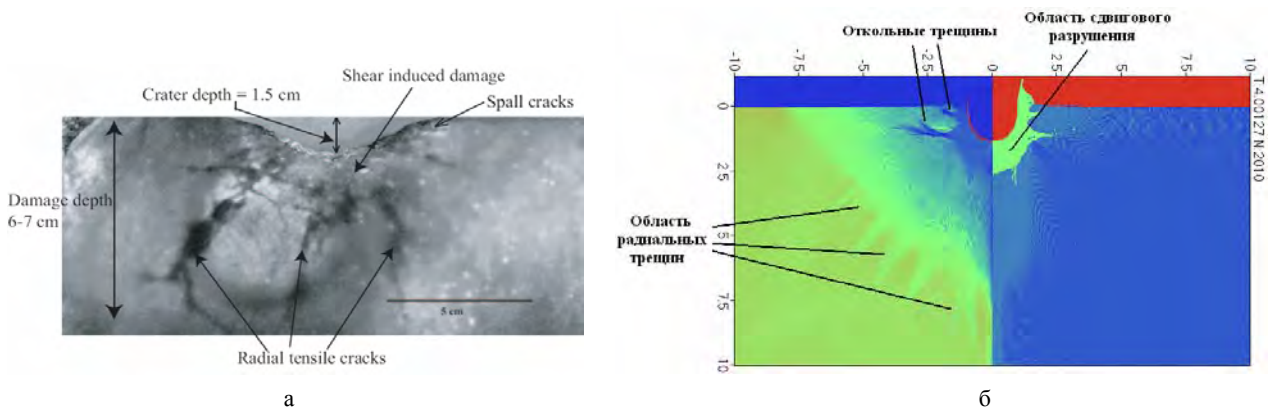 Shear induced damage
Crater depth = 1.5 cm
Spall cracks
Damage depth
6-7 cm
5 cm
Radial tensile cracks
а
Откольные трещины
Область сдвигового
разрушения
-10
-7.5
-5
-2.5
0
2.5
5
7.5
10
T 4.00127 N 2010
0
2.5
5
7.5
10
Область
радиальных
трещин
б